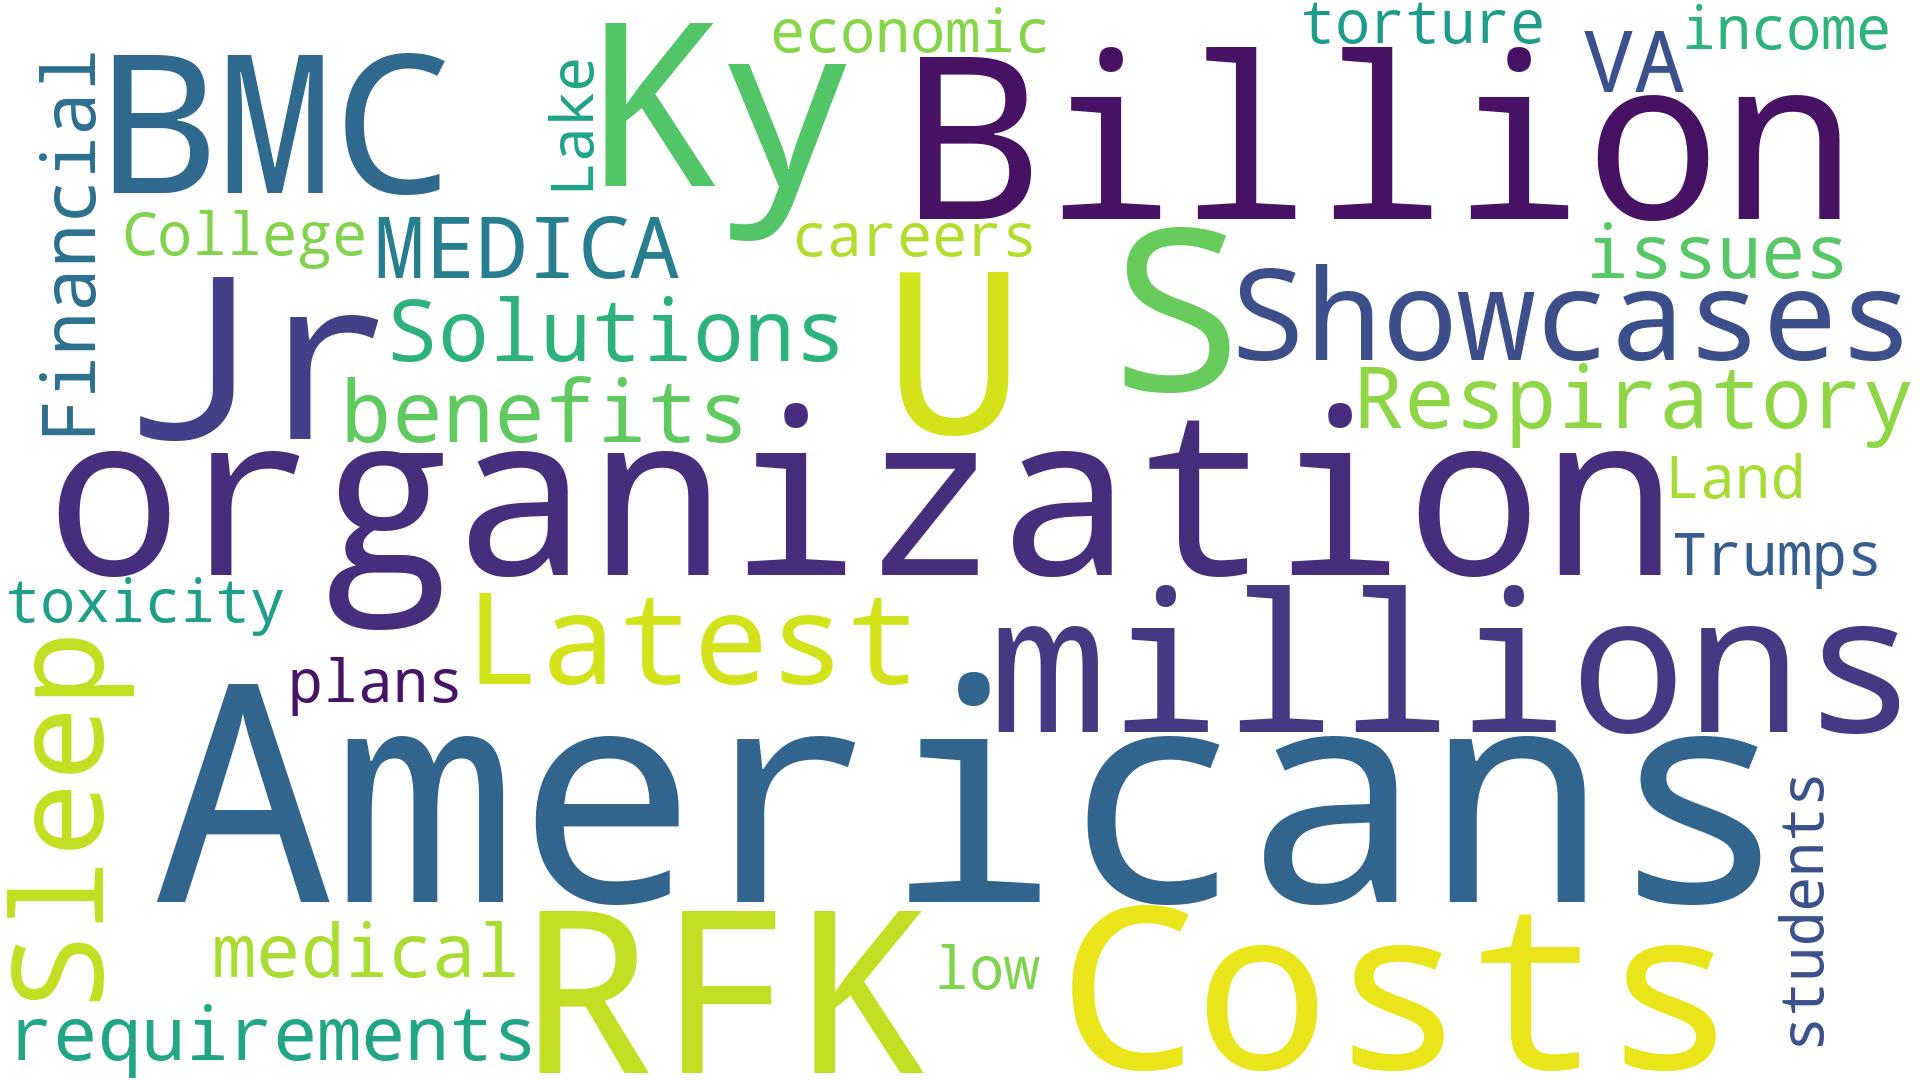 economic
torture
income
Financial
BMC
Lake
Ky
Billion
VA
College
MEDICA
careers
issues
Jr
Solutions
U
S
Showcases
benefits
Respiratory
organization
Land
Trumps
toxicity
Latest
millions
plans
Sleep
Americans
students
medical
RFK
low
Costs
requirements